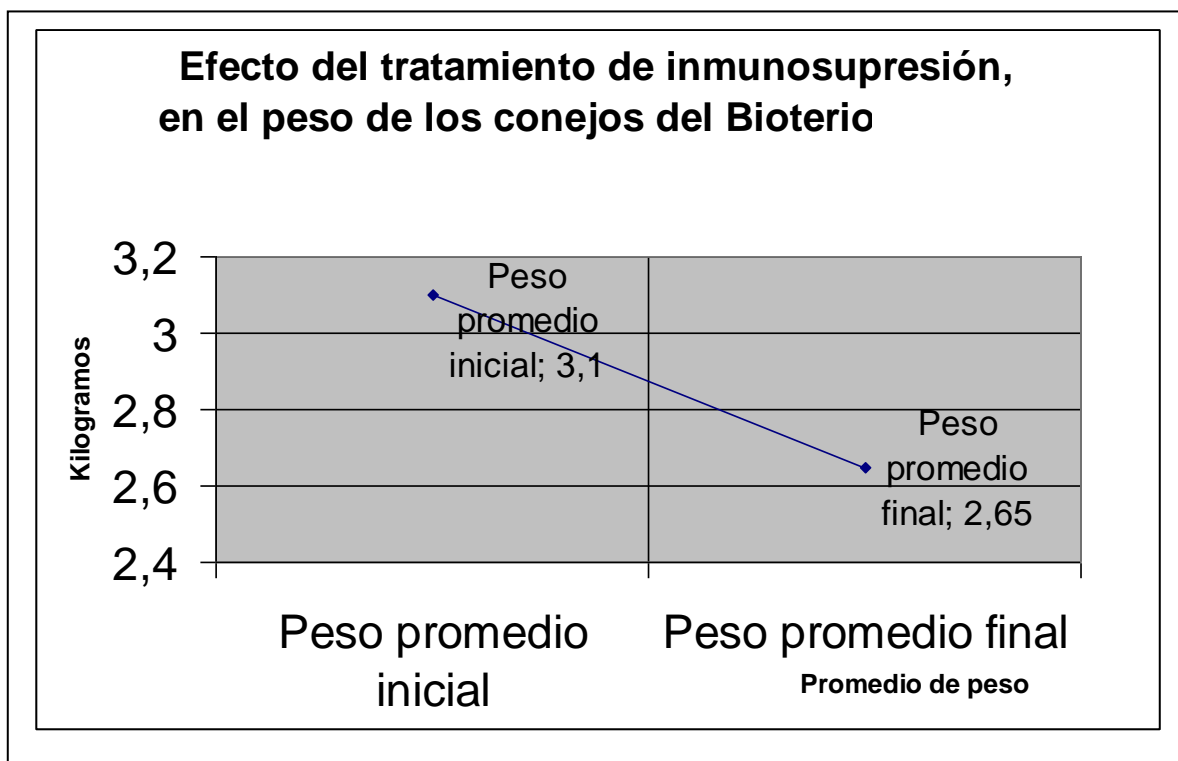 Efecto del tratamiento de inmunosupresión,
en el peso de los conejos del Bioterio
3,2
3
2,8
2,6
2,4
Kilogramos
Peso
promedio
inicial; 3,1
Peso
promedio
final; 2,65
Peso promedio
inicial
Peso promedio final
Promedio de peso